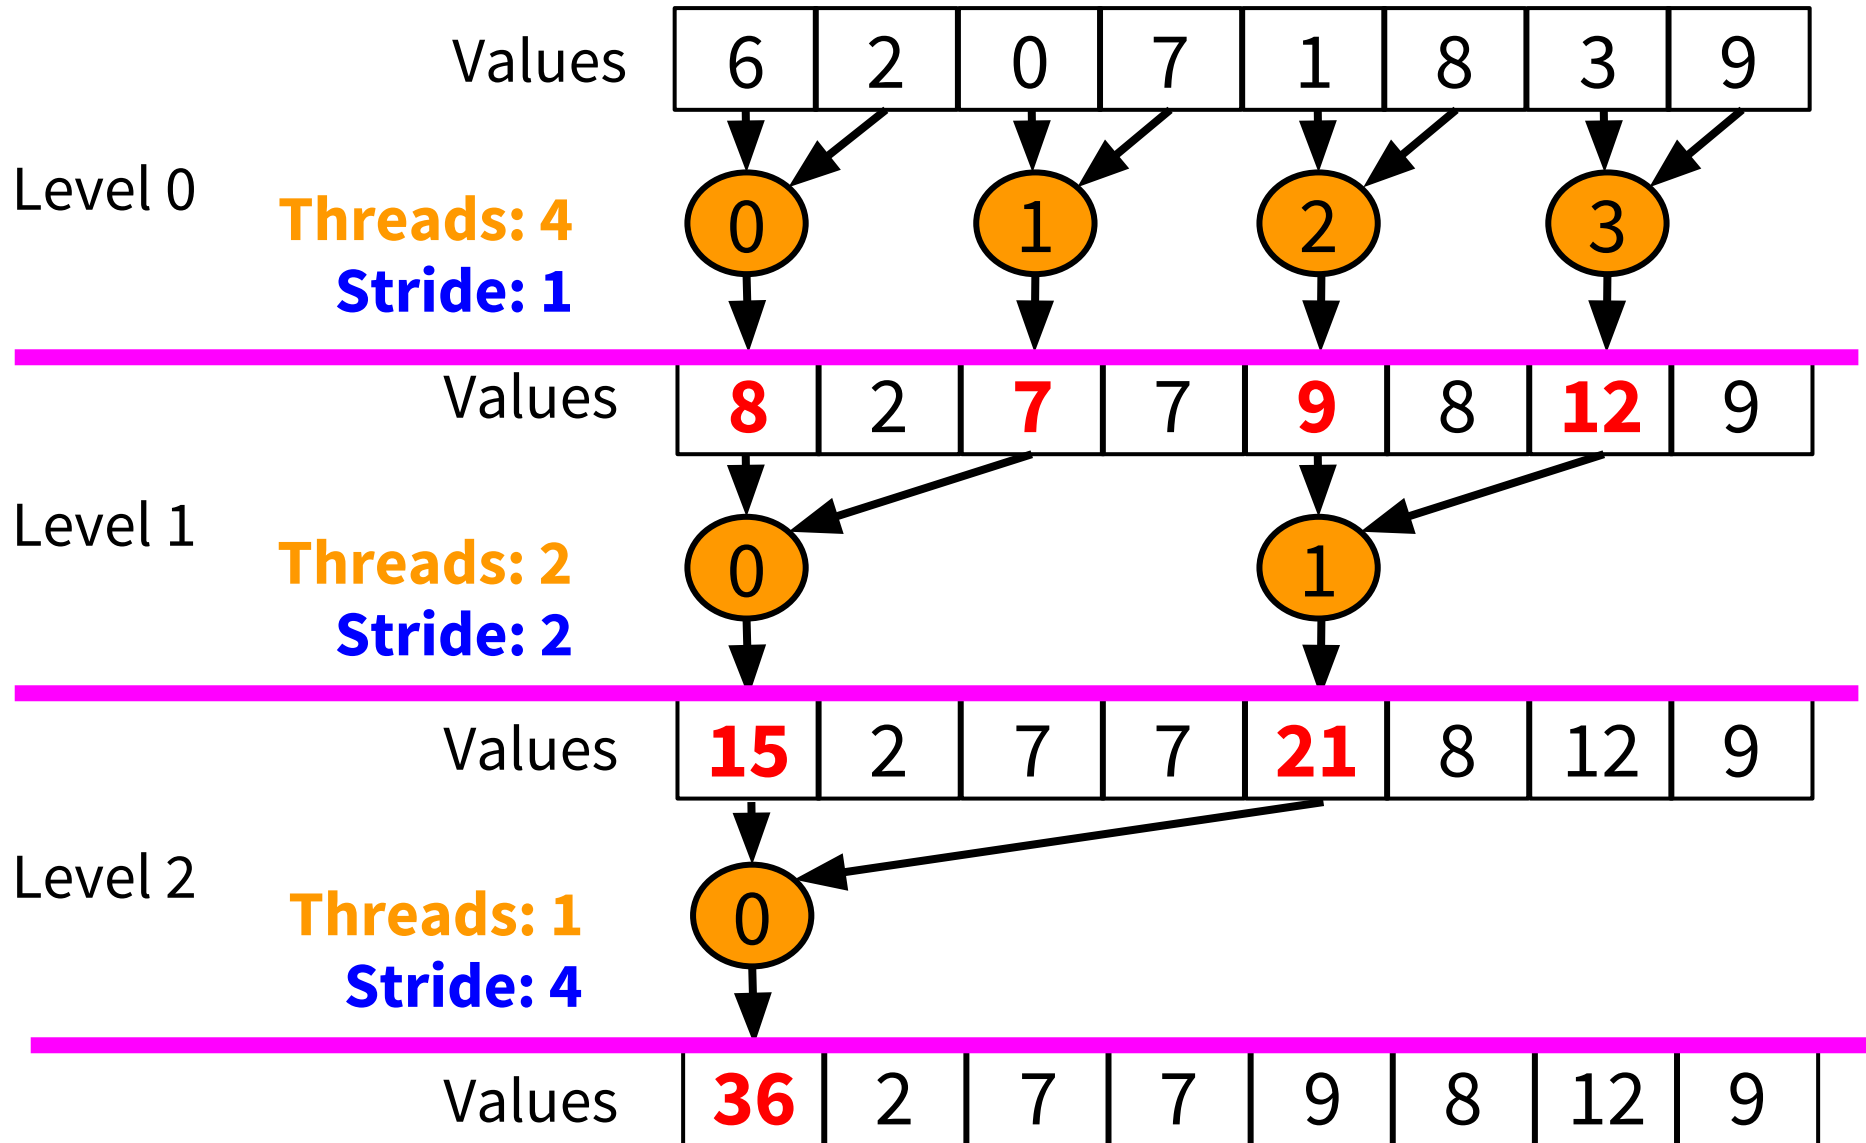 Values 6 2 0 7 1 8 3 9
Level 0
Threads: 4
Stride: 1
0 1 2 3
Values 8 2 7 7 9 8 12 9
Level 1
Threads: 2
Stride: 2
0 1
Values 15 2 7 7 21 8 12 9
Level 2
Threads: 1
Stride: 4
0
Values 36 2 7 7 9 8 12 9